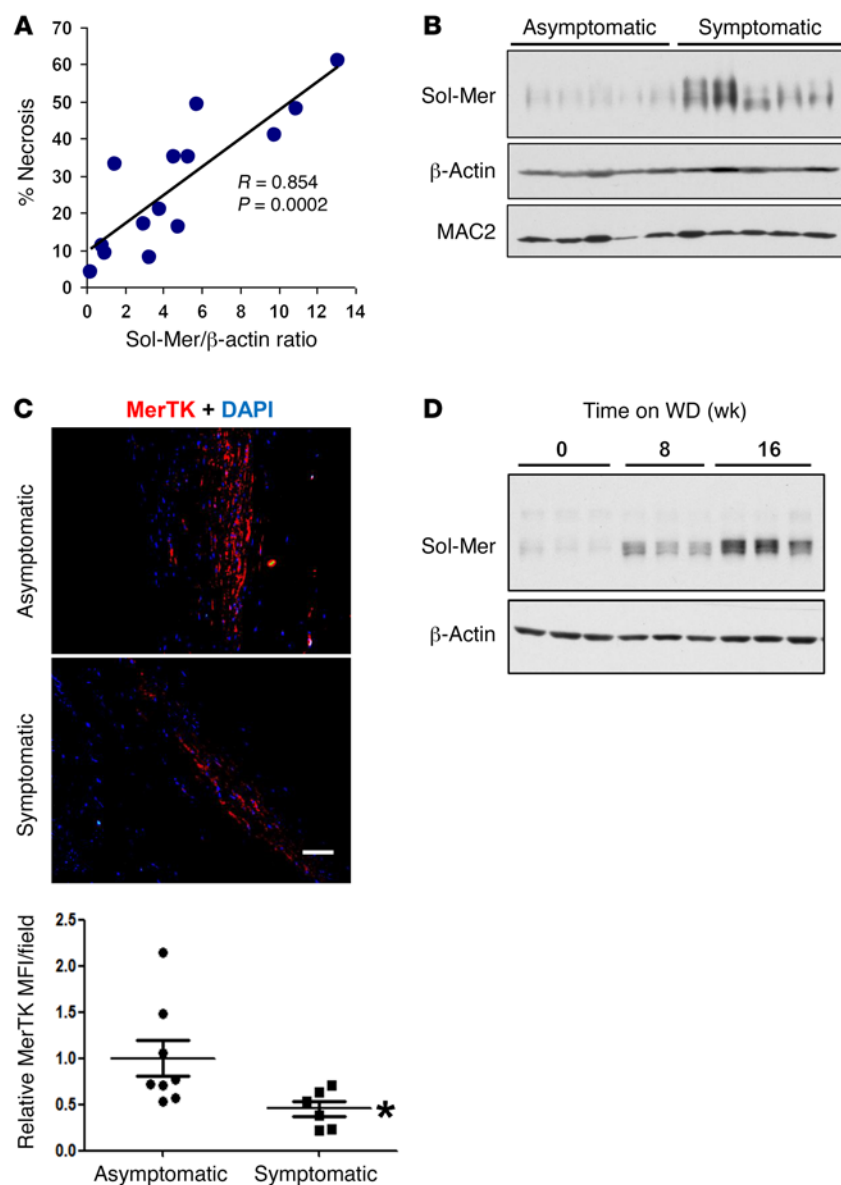 A
% Necrosis
70
60
50
40
30
20
10
0
R = 0.854
P = 0.0002
0 2 4 6 8 10 12 14
Sol-Mer/β-actin ratio
B
Asymptomatic Symptomatic
Sol-Mer
β-Actin
MAC2
C
MerTK + DAPI
Asymptomatic
Symptomatic
Relative MerTK MFI/field
2.5
2.0
1.5
1.0
0.5
0.0
*
Asymptomatic Symptomatic
D
Time on WD (wk)
0 8 16
Sol-Mer
β-Actin